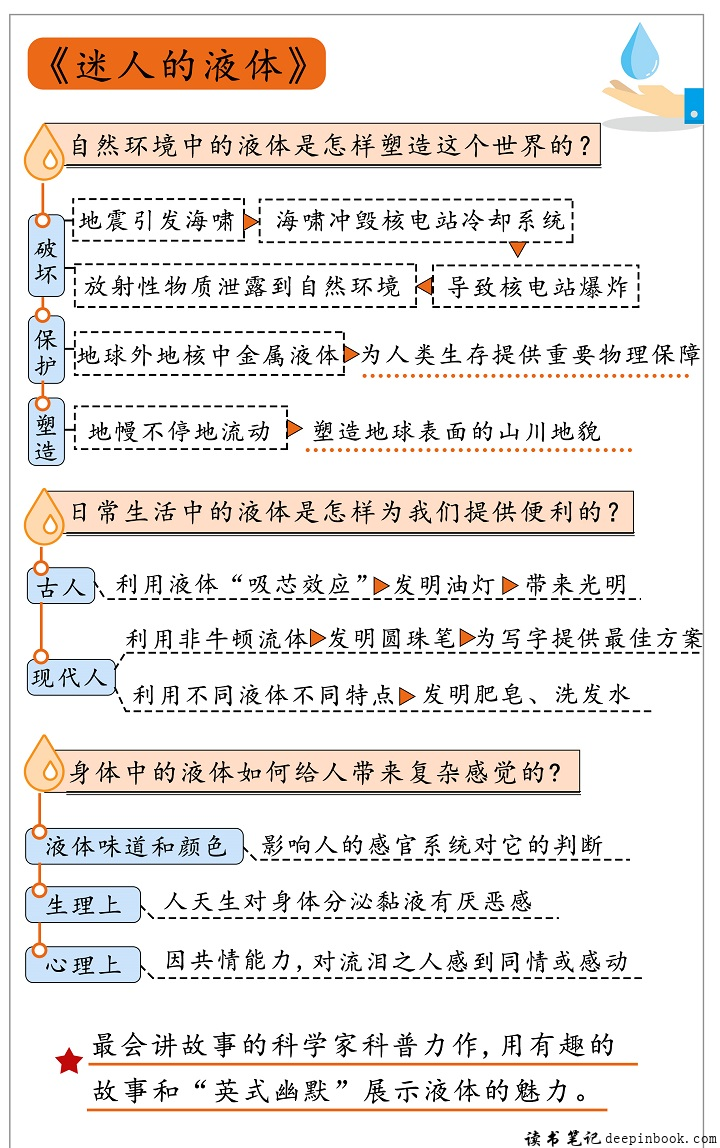 《迷人的液体》
自然环境中的液体是怎样塑造这个世界的?
破坏
地震引发海啸
海啸冲毁核电站冷却系统
导致核电站爆炸
放射性物质泄露到自然环境
保护
地球外地核中金属液体
为人类生存提供重要物理保障
塑造
地慢不停地流动
塑造地球表面的山川地貌
日常生活中的液体是怎样为我们提供便利的?
古人
利用液体“吸芯效应”
发明油灯
带来光明
现代人
利用非牛顿流体
发明圆珠笔
为写字提供最佳方案
利用不同液体不同特点
发明肥皂、洗发水
身体中的液体如何给人带来复杂感觉的?
液体味道和颜色
影响人的感官系统对它的判断
生理上
人天生对身体分泌黏液有厌恶感
心理上
因共情能力,对流泪之人感到同情或感动
最会讲故事的科学家科普力作,用有趣的
故事和“英式幽默”展示液体的魅力。
读书笔记 deepinbook.com